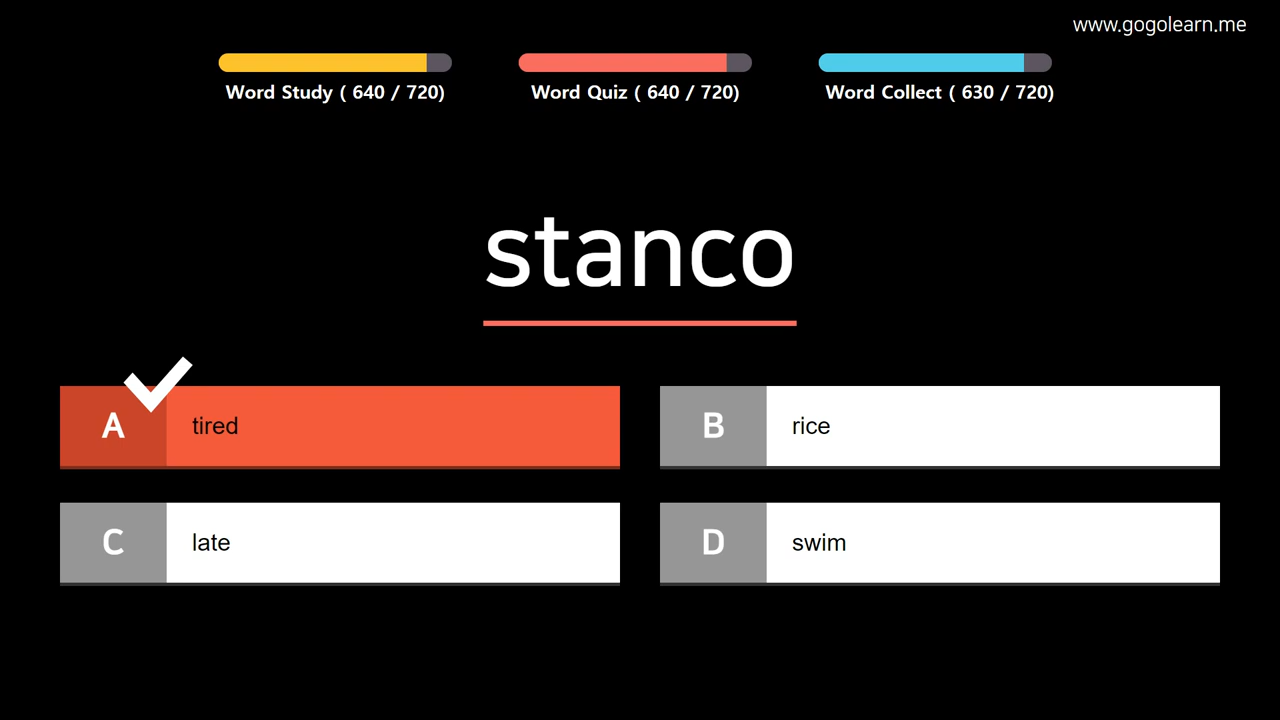 www.gogolearn.me
Word Study ( 640 / 720)
Word Quiz ( 640 / 720)
Word Collect ( 630 / 720)
stanco
A tired
B rice
C late
D swim